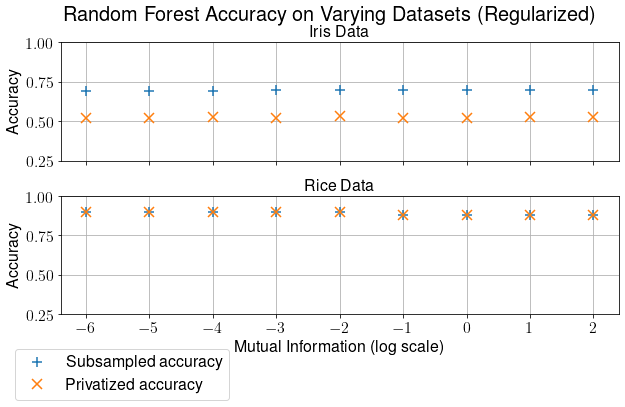 Random Forest Accuracy on Varying Datasets (Regularized)
Iris Data
1.00
0.75
0.50
0.25
Accuracy
Rice Data
1.00
0.75
0.50
0.25
Accuracy
−6 −5 −4 −3 −2 −1 0 1 2
Mutual Information (log scale)
Subsampled accuracy
Privatized accuracy